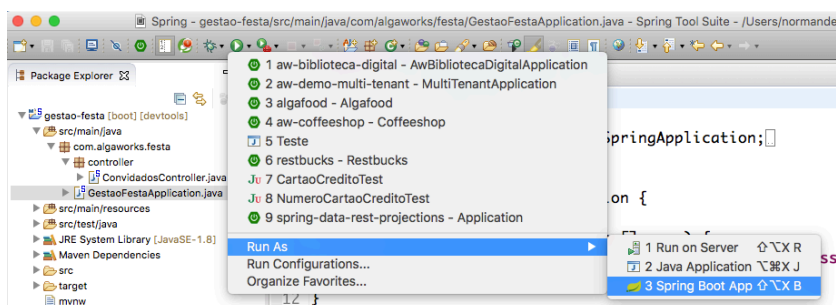 Spring - gestao-festa/src/main/java/com/algaworks/festa/GestaoFestaApplication.java - Spring Tool Suite - /Users/normande
Package Explorer
gestao-festa [boot] [devtools]
src/main/java
com.algaworks.festa
controller
ConvidadosController.java
GestaoFestaApplication.java
src/main/resources
src/test/java
JRE System Library [JavaSE-1.8]
Maven Dependencies
src
target
mvnw
1 aw-biblioteca-digital - AwBibliotecaDigitalApplication
2 aw-demo-multi-tenant - MultiTenantApplication
3 algafood - Algafood
4 aw-coffeeshop - Coffeeshop
5 Teste
6 restbucks - Restbucks
Ju 7 CartaoCreditoTest
Ju 8 NumeroCartaoCreditoTest
9 spring-data-rest-projections - Application
Run As
Run Configurations...
Organize Favorites...
1 Run on Server ⇧⌥X R
2 Java Application ⌥⌘X J
3 Spring Boot App ⇧⌥X B
SpringApplication;
on {
ss
12 }